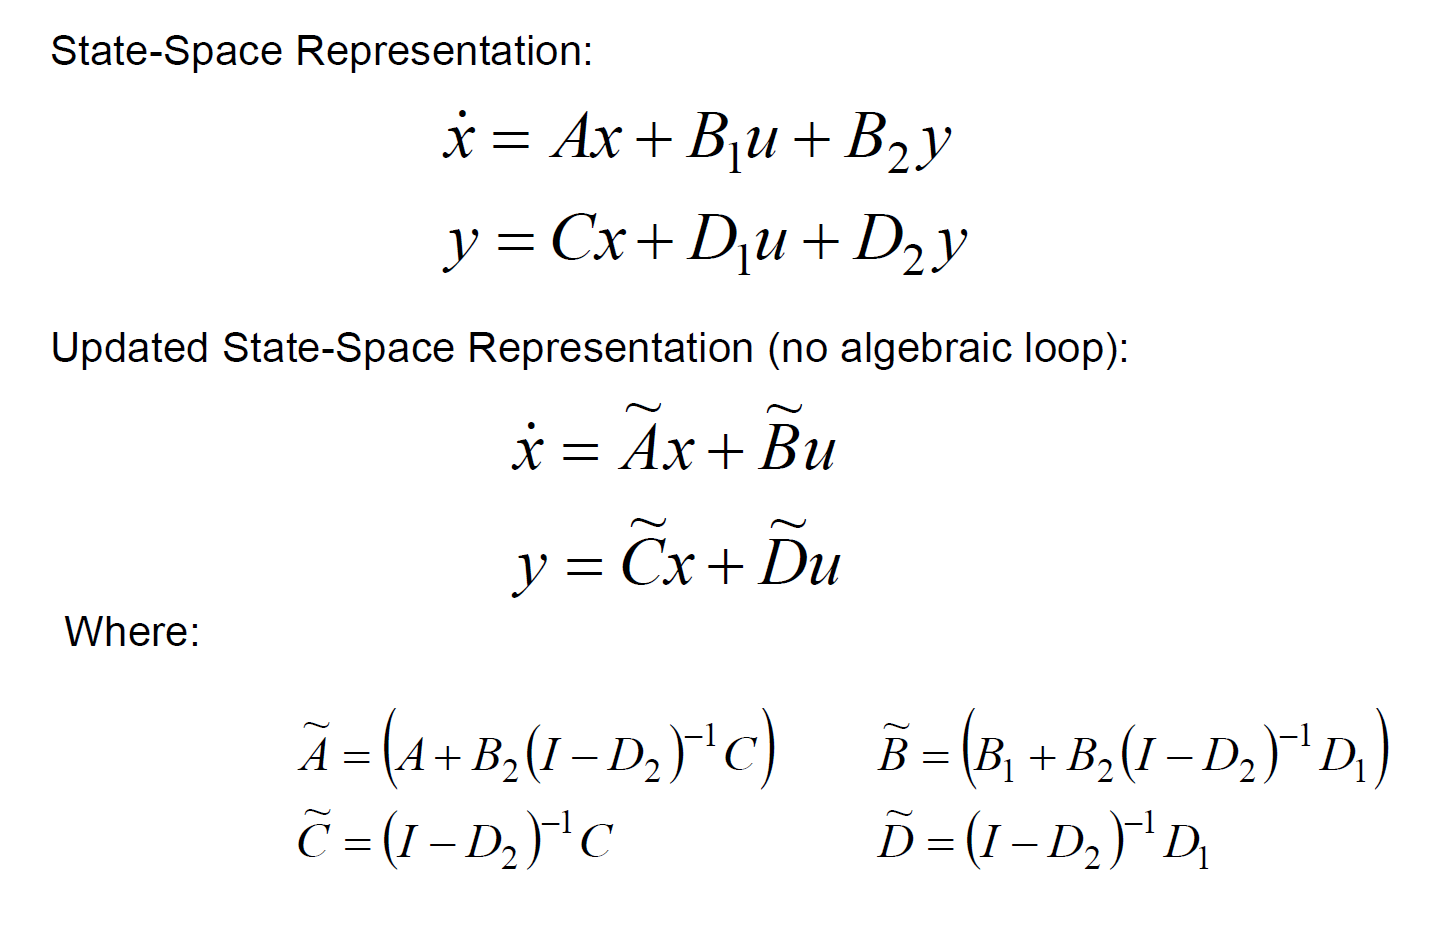 State-Space Representation:
ẋ = Ax + B₁u + B₂y
y = Cx + D₁u + D₂y
Updated State-Space Representation (no algebraic loop):
ẋ = Ãx + B̃u
y = C̃x + D̃u
Where:
Ã = (A + B₂(I − D₂)⁻¹C) B̃ = (B₁ + B₂(I − D₂)⁻¹D₁)
C̃ = (I − D₂)⁻¹C D̃ = (I − D₂)⁻¹D₁